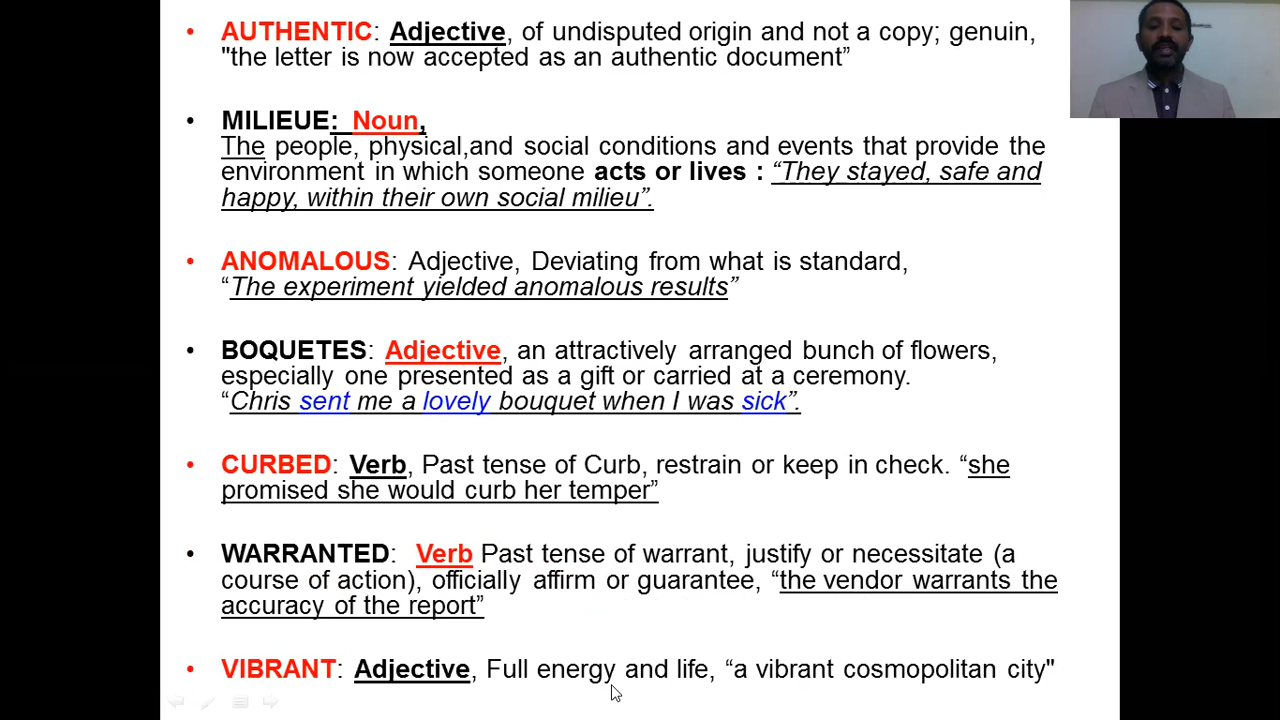 • AUTHENTIC: Adjective, of undisputed origin and not a copy; genuin,
"the letter is now accepted as an authentic document”
• MILIEUE: Noun,
The people, physical,and social conditions and events that provide the
environment in which someone acts or lives : “They stayed, safe and
happy, within their own social milieu”.
• ANOMALOUS: Adjective, Deviating from what is standard,
“The experiment yielded anomalous results”
• BOQUETES: Adjective, an attractively arranged bunch of flowers,
especially one presented as a gift or carried at a ceremony.
“Chris sent me a lovely bouquet when I was sick”.
• CURBED: Verb, Past tense of Curb, restrain or keep in check. “she
promised she would curb her temper”
• WARRANTED: Verb Past tense of warrant, justify or necessitate (a
course of action), officially affirm or guarantee, “the vendor warrants the
accuracy of the report”
• VIBRANT: Adjective, Full energy and life, “a vibrant cosmopolitan city"